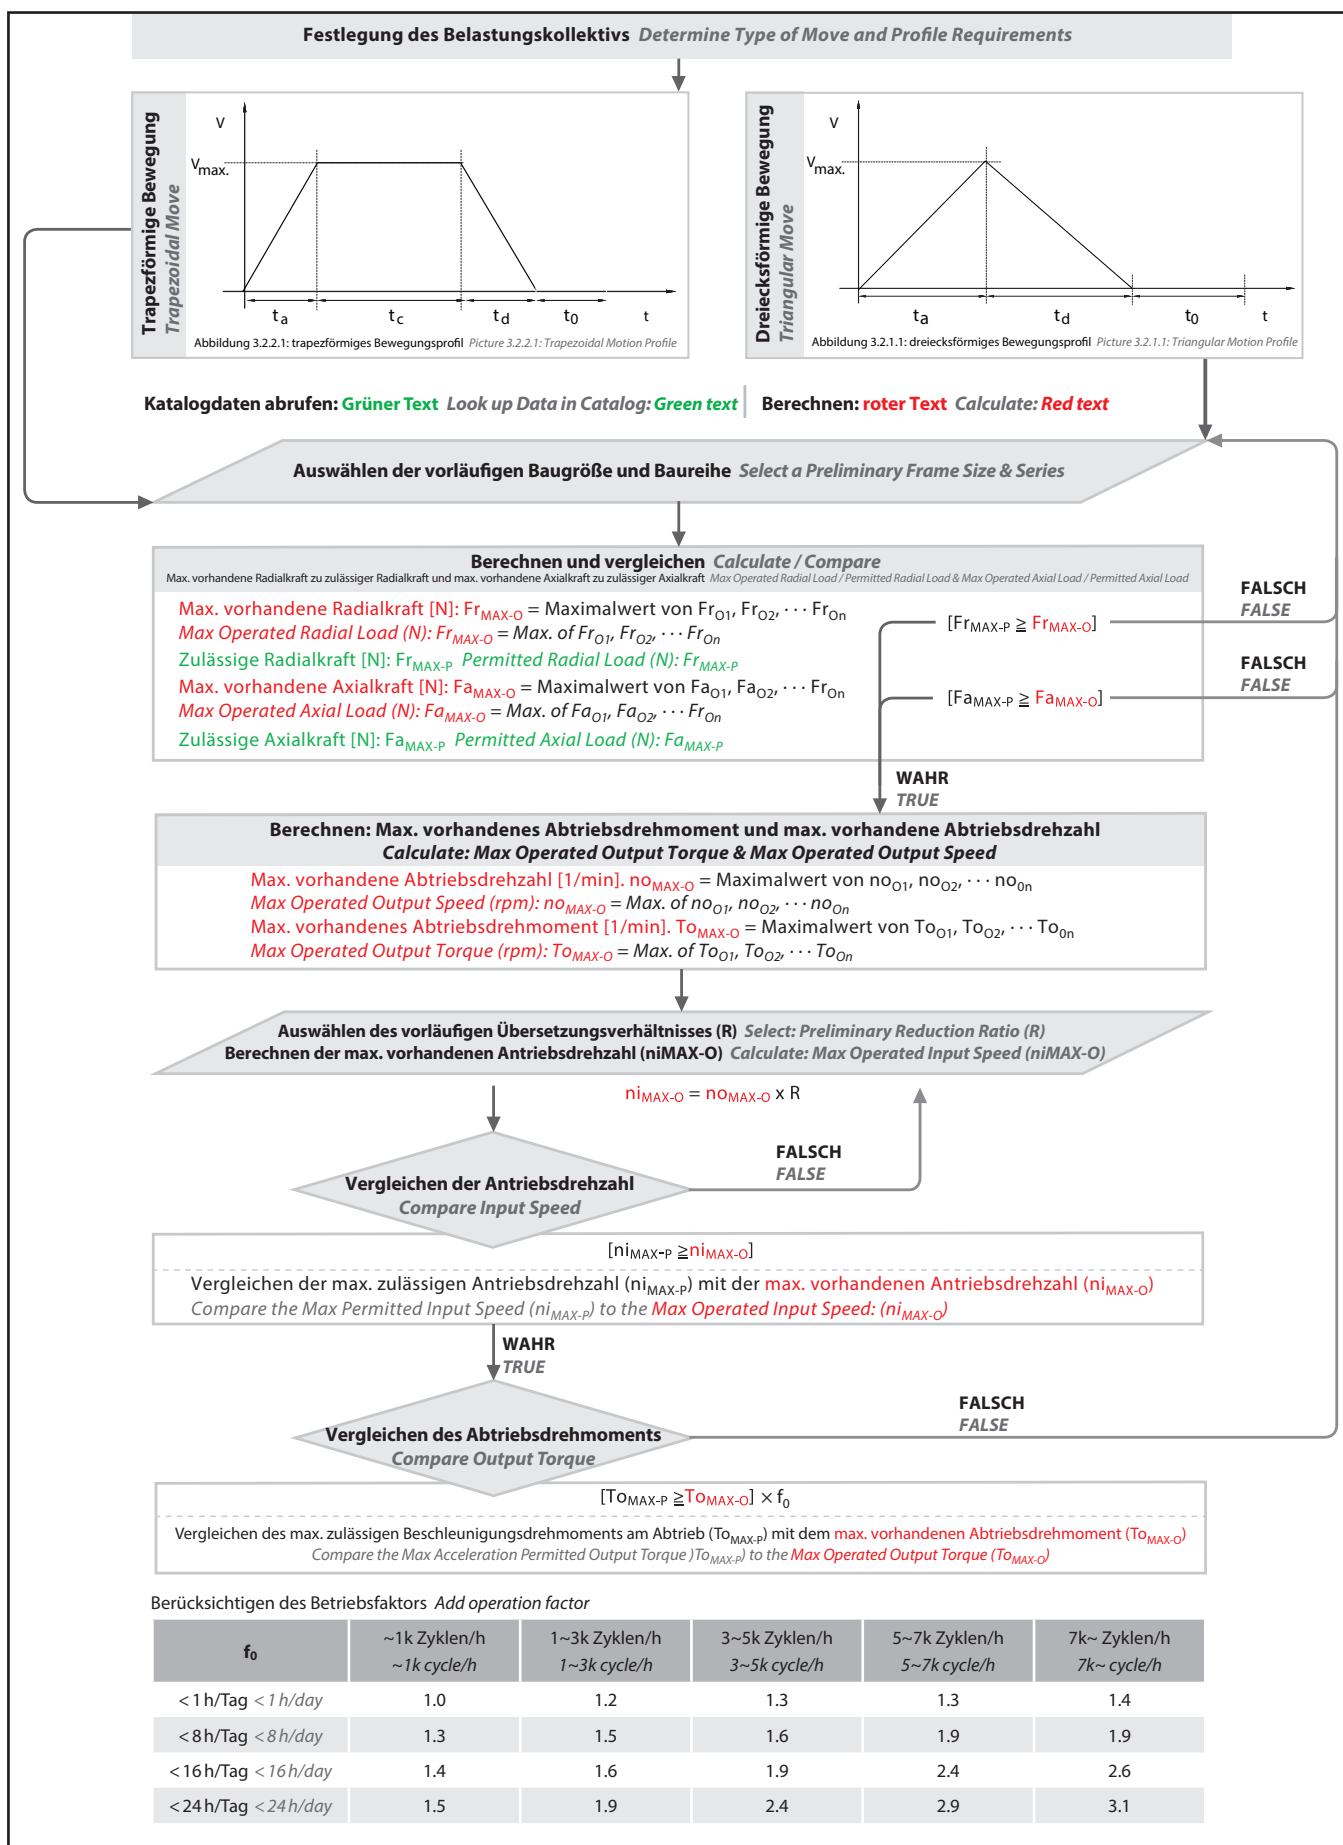 Festlegung des Belastungskollektivs Determine Type of Move and Profile Requirements
Trapezförmige Bewegung
Trapezoidal Move
V
Vmax.
ta tc td t0 t
Abbildung 3.2.2.1: trapezförmiges Bewegungsprofil Picture 3.2.2.1: Trapezoidal Motion Profile
Dreiecksförmige Bewegung
Triangular Move
V
Vmax.
ta td t0 t
Abbildung 3.2.1.1: dreiecksförmiges Bewegungsprofil Picture 3.2.1.1: Triangular Motion Profile
Katalogdaten abrufen: Grüner Text Look up Data in Catalog: Green text Berechnen: roter Text Calculate: Red text
Auswählen der vorläufigen Baugröße und Baureihe Select a Preliminary Frame Size & Series
Berechnen und vergleichen Calculate / Compare
Max. vorhandene Radialkraft zu zulässiger Radialkraft und max. vorhandene Axialkraft zu zulässiger Axialkraft Max Operated Radial Load / Permitted Radial Load & Max Operated Axial Load / Permitted Axial Load
Max. vorhandene Radialkraft [N]: FrMAX-O = Maximalwert von FrO1, FrO2, ··· FrOn
Max Operated Radial Load (N): FrMAX-O = Max. of FrO1, FrO2, ··· FrOn
Zulässige Radialkraft [N]: FrMAX-P Permitted Radial Load (N): FrMAX-P
Max. vorhandene Axialkraft [N]: FaMAX-O = Maximalwert von FaO1, FaO2, ··· FrOn
Max Operated Axial Load (N): FaMAX-O = Max. of FaO1, FaO2, ··· FrOn
Zulässige Axialkraft [N]: FaMAX-P Permitted Axial Load (N): FaMAX-P
[FrMAX-P ≧ FrMAX-O]
FALSCH
FALSE
[FaMAX-P ≧ FaMAX-O]
FALSCH
FALSE
WAHR
TRUE
Berechnen: Max. vorhandenes Abtriebsdrehmoment und max. vorhandene Abtriebsdrehzahl
Calculate: Max Operated Output Torque & Max Operated Output Speed
Max. vorhandene Abtriebsdrehzahl [1/min]. noMAX-O = Maximalwert von noO1, noO2, ··· no0n
Max Operated Output Speed (rpm): noMAX-O = Max. of noO1, noO2, ··· noOn
Max. vorhandenes Abtriebsdrehmoment [1/min]. ToMAX-O = Maximalwert von ToO1, ToO2, ··· To0n
Max Operated Output Torque (rpm): ToMAX-O = Max. of ToO1, ToO2, ··· ToOn
Auswählen des vorläufigen Übersetzungsverhältnisses (R) Select: Preliminary Reduction Ratio (R)
Berechnen der max. vorhandenen Antriebsdrehzahl (niMAX-O) Calculate: Max Operated Input Speed (niMAX-O)
niMAX-O = noMAX-O x R
FALSCH
FALSE
Vergleichen der Antriebsdrehzahl
Compare Input Speed
[niMAX-P ≧niMAX-O]
Vergleichen der max. zulässigen Antriebsdrehzahl (niMAX-P) mit der max. vorhandenen Antriebsdrehzahl (niMAX-O)
Compare the Max Permitted Input Speed (niMAX-P) to the Max Operated Input Speed: (niMAX-O)
WAHR
TRUE
FALSCH
FALSE
Vergleichen des Abtriebsdrehmoments
Compare Output Torque
[ToMAX-P ≧ToMAX-O] × f0
Vergleichen des max. zulässigen Beschleunigungsdrehmoments am Abtrieb (ToMAX-P) mit dem max. vorhandenen Abtriebsdrehmoment (ToMAX-O)
Compare the Max Acceleration Permitted Output Torque )ToMAX-P) to the Max Operated Output Torque (ToMAX-O)
Berücksichtigen des Betriebsfaktors Add operation factor
f0 ~1k Zyklen/h 1~3k Zyklen/h 3~5k Zyklen/h 5~7k Zyklen/h 7k~ Zyklen/h
~1k cycle/h 1~3k cycle/h 3~5k cycle/h 5~7k cycle/h 7k~ cycle/h
< 1 h/Tag < 1 h/day 1.0 1.2 1.3 1.3 1.4
< 8 h/Tag < 8 h/day 1.3 1.5 1.6 1.9 1.9
< 16 h/Tag < 16 h/day 1.4 1.6 1.9 2.4 2.6
< 24 h/Tag < 24 h/day 1.5 1.9 2.4 2.9 3.1